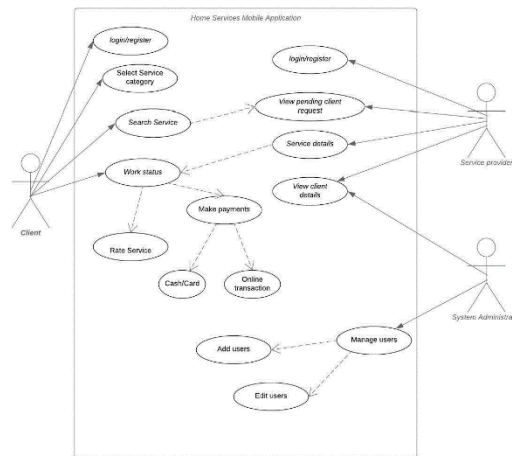 Home Services Mobile Application
login/register
login/register
Select Service
category
View pending client
request
Search Service
Service details
Service provider
Work status
View client
details
Make payments
Client
Rate Service
Cash/Card
Online
transaction
System Administra
Manage users
Add users
Edit users